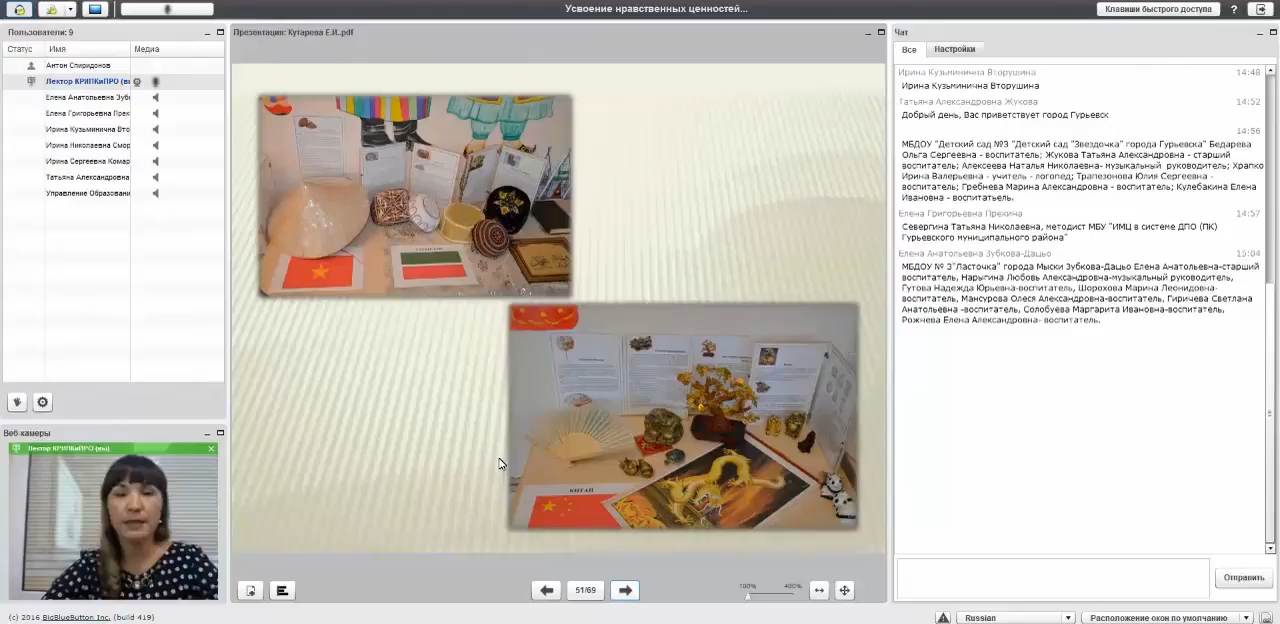 Усвоение нравственных ценностей...
Клавиши быстрого доступа
?
Пользователи: 9
Статус
Имя
Медиа
Антон Спиридонов
Лектор КРИПКиПРО (вы
Елена Анатольевна Зубк
Елена Григорьевна Прек
Ирина Кузьминична Вто
Ирина Николаевна Смор
Ирина Сергеевна Комар
Татьяна Александровна
Управление Образовани
Веб камеры
Лектор КРИПКиПРО (вы)
(c) 2016 BigBlueButton Inc. (build 419)
Презентация: Кутарева Е.И..pdf
КИТАЙ
51/69
100%
400%
Чат
Все
Настройки
Ирина Кузьминична Вторушина 14:48
Ирина Кузьминична Вторушина
Татьяна Александровна Жукова 14:52
Добрый день, Вас приветствует город Гурьевск
14:56
МБДОУ "Детский сад №3 "Детский сад "Звездочка" города Гурьевска" Бедарева
Ольга Сергеевна - воспитатель; Жукова Татьяна Александровна - старший
воспитатель; Алексеева Наталья Николаевна- музыкальный руководитель; Храпко
Ирина Валерьевна - учитель - логопед; Трапезонова Юлия Сергеевна -
воспитатель; Гребнева Марина Александровна - воспитатель; Кулебакина Елена
Ивановна - воспитатьель.
Елена Григорьевна Прекина 14:57
Севергина Татьяна Николаевна, методист МБУ "ИМЦ в системе ДПО (ПК)
Гурьевского муниципального района"
Елена Анатольевна Зубкова-Дацьо 15:04
МБДОУ № 3"Ласточка" города Мыски Зубкова-Дацьо Елена Анатольевна-старший
воспитатель, Нарыгина Любовь Александровна-музыкальный руководитель,
Гутова Надежда Юрьевна-воспитатель, Шорохова Марина Леонидовна-
воспитатель, Мансурова Олеся Александровна-воспитатель, Гиричева Светлана
Анатольевна -воспитатель, Солобуева Маргарита Ивановна-воспитатель,
Рожнева Елена Александровна- воспитатель.
Отправить
Russian
Расположение окон по умолчанию